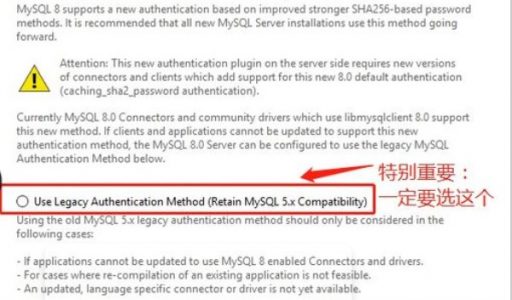 MySQL 8 supports a new authentication based on improved stronger SHA256-based password
methods. It is recommended that all new MySQL Server installations use this method going
forward.
Attention: This new authentication plugin on the server side requires new
versions of connectors and clients which add support for this new 8.0 default authentication
(caching_sha2_password authentication).
Currently MySQL 8.0 Connectors and community drivers which use libmysqlclient 8.0 support
this new method. If clients and applications cannot be updated to support this new
authentication method, the MySQL 8.0 Server can be configured to use the legacy MySQL
Authentication Method below.
特别重要：
一定要选这个
Use Legacy Authentication Method (Retain MySQL 5.x Compatibility)
Using the old MySQL 5.x legacy authentication method should only be considered in the
following cases:
- If applications cannot be updated to use MySQL 8 enabled Connectors and drivers.
- For cases where re-compilation of an existing application is not feasible.
- An updated, language specific connector or driver is not yet available.